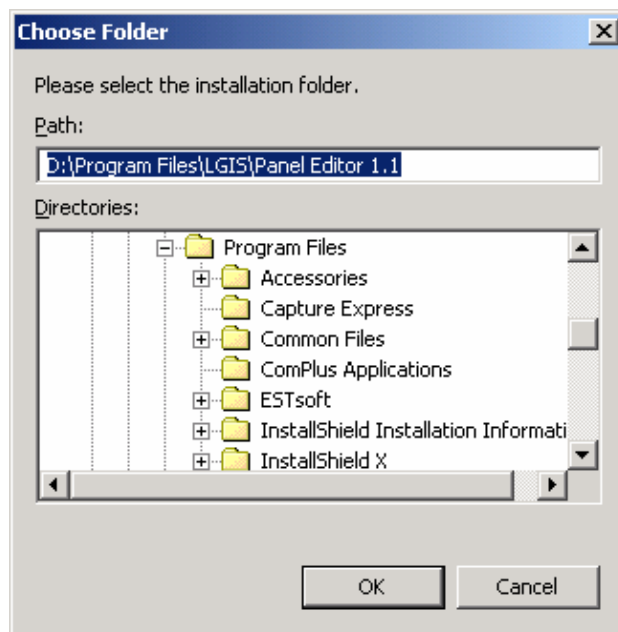 Choose Folder
Please select the installation folder.
Path:
D:\Program Files\LGIS\Panel Editor 1.1
Directories:
Program Files
Accessories
Capture Express
Common Files
ComPlus Applications
ESTsoft
InstallShield Installation Informati
InstallShield X
OK
Cancel